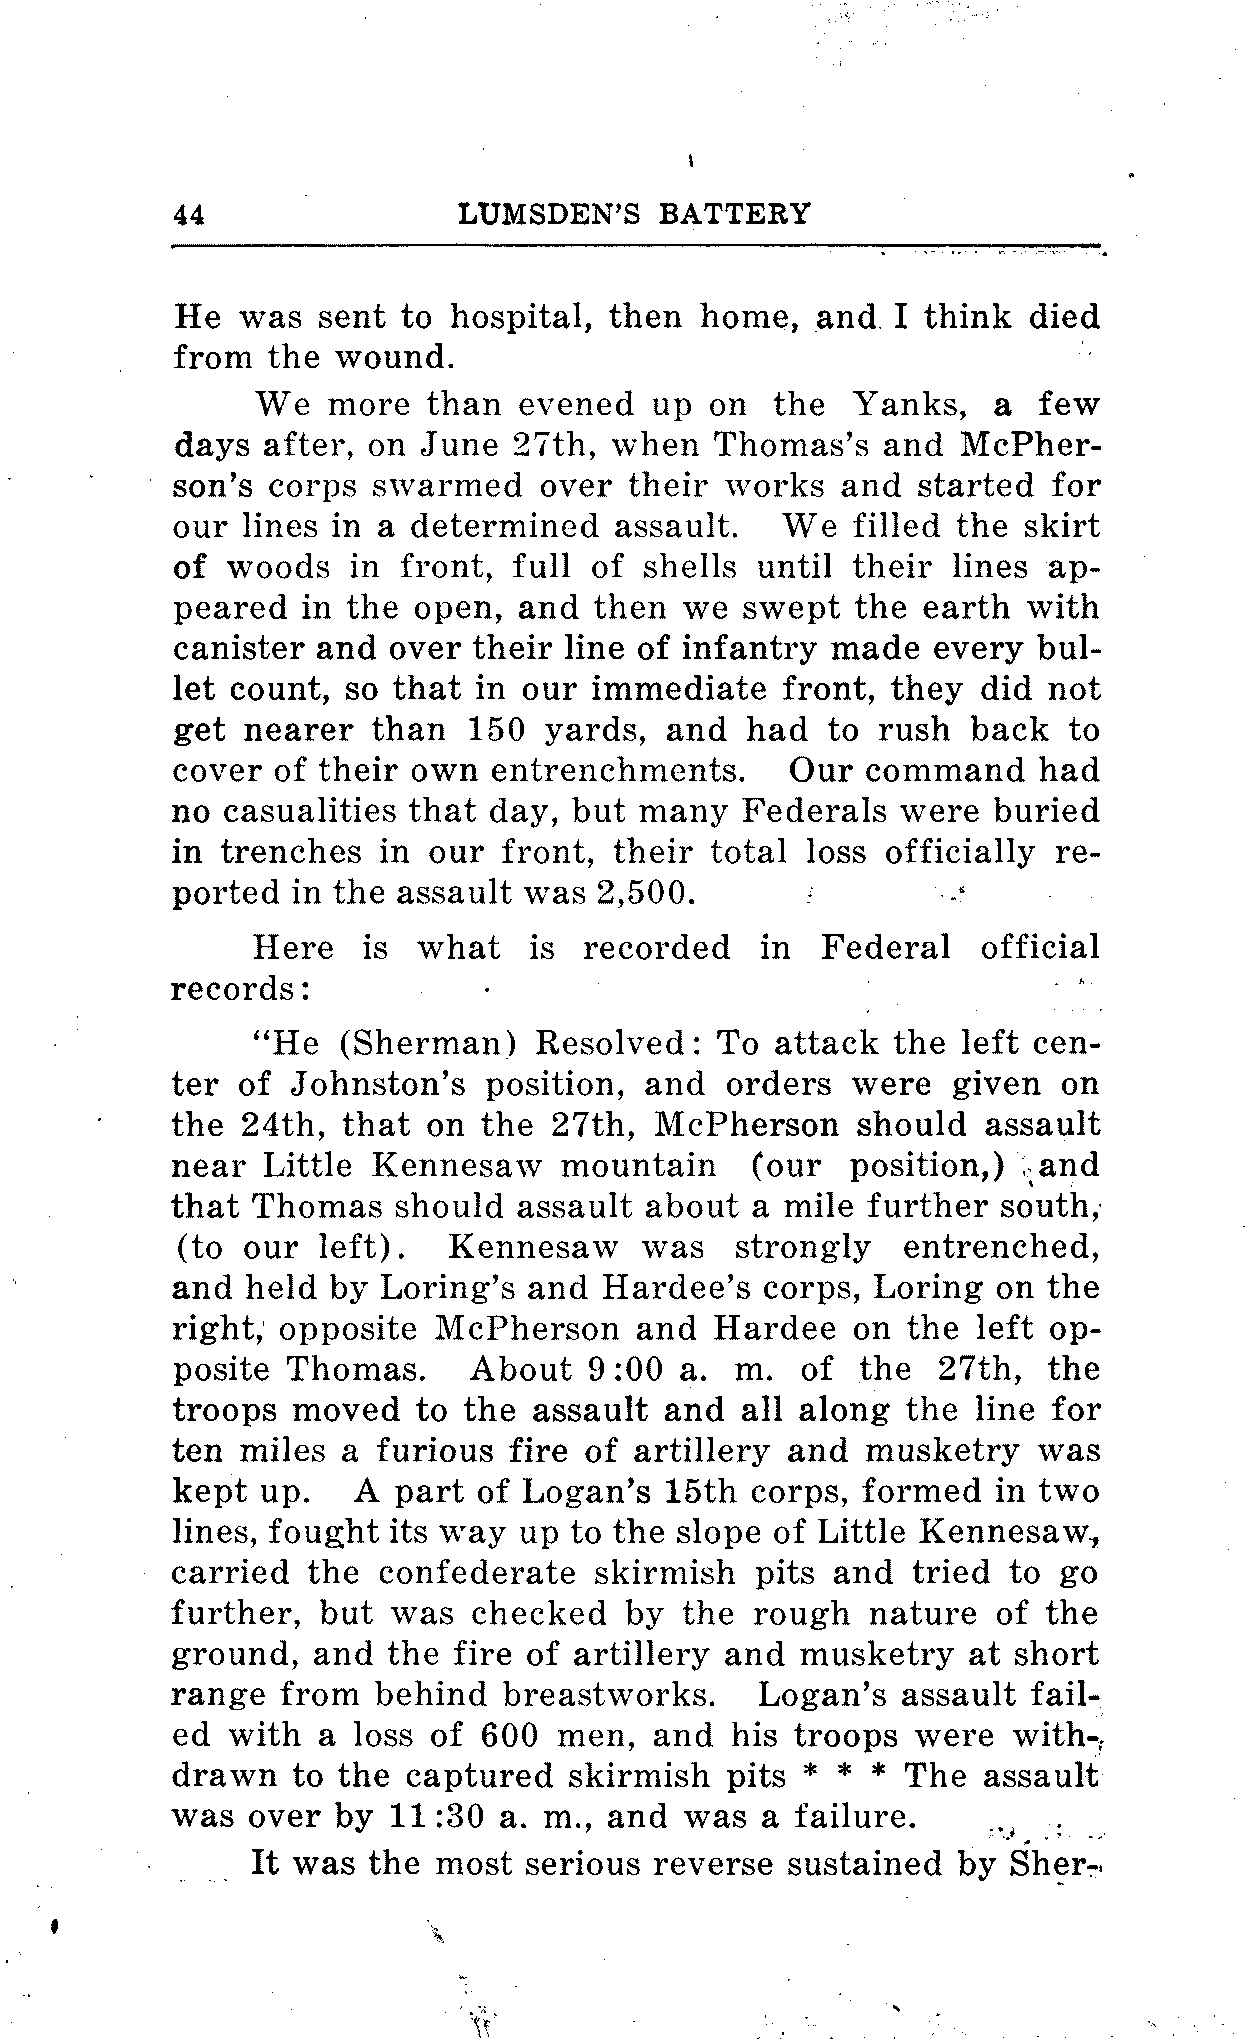 44 LUMSDEN'S BATTERY
He was sent to hospital, then home, and I think died
from the wound.
We more than evened up on the Yanks, a few
days after, on June 27th, when Thomas's and McPher-
son's corps swarmed over their works and started for
our lines in a determined assault. We filled the skirt
of woods in front, full of shells until their lines ap-
peared in the open, and then we swept the earth with
canister and over their line of infantry made every bul-
let count, so that in our immediate front, they did not
get nearer than 150 yards, and had to rush back to
cover of their own entrenchments. Our command had
no casualities that day, but many Federals were buried
in trenches in our front, their total loss officially re-
ported in the assault was 2,500.
Here is what is recorded in Federal official
records:
"He (Sherman) Resolved: To attack the left cen-
ter of Johnston's position, and orders were given on
the 24th, that on the 27th, McPherson should assault
near Little Kennesaw mountain (our position,) and
that Thomas should assault about a mile further south,
(to our left). Kennesaw was strongly entrenched,
and held by Loring's and Hardee's corps, Loring on the
right, opposite McPherson and Hardee on the left op-
posite Thomas. About 9:00 a. m. of the 27th, the
troops moved to the assault and all along the line for
ten miles a furious fire of artillery and musketry was
kept up. A part of Logan's 15th corps, formed in two
lines, fought its way up to the slope of Little Kennesaw,
carried the confederate skirmish pits and tried to go
further, but was checked by the rough nature of the
ground, and the fire of artillery and musketry at short
range from behind breastworks. Logan's assault fail-
ed with a loss of 600 men, and his troops were with-
drawn to the captured skirmish pits * * * The assault
was over by 11:30 a. m., and was a failure.
It was the most serious reverse sustained by Sher-